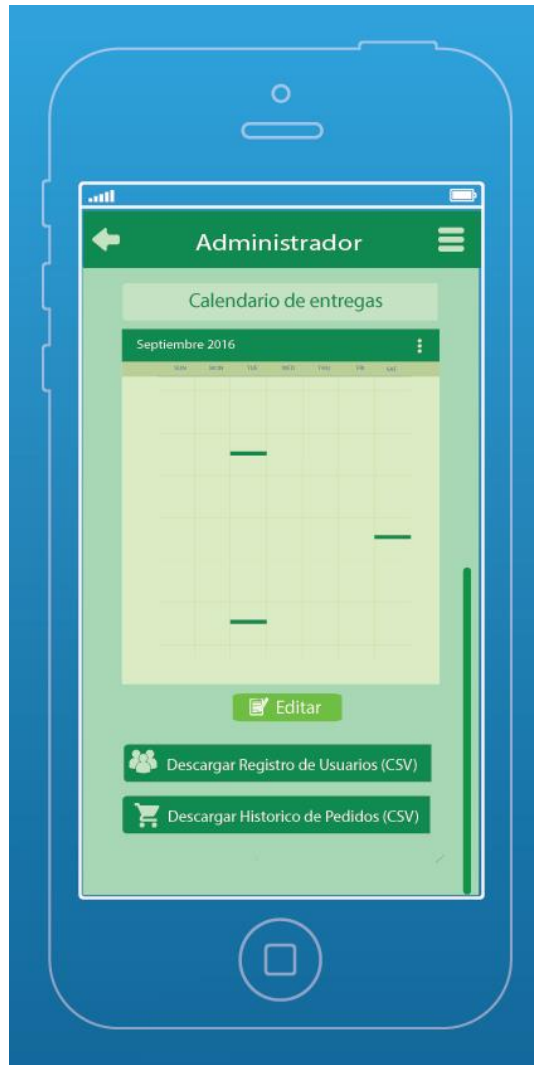 Administrador
Calendario de entregas
Septiembre 2016
SUN MON TUE WED THU FRI SAT
Editar
Descargar Registro de Usuarios (CSV)
Descargar Historico de Pedidos (CSV)